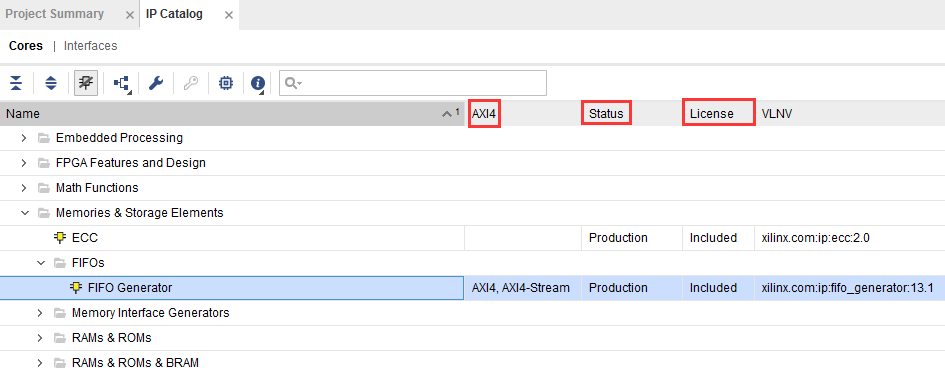 Project Summary × IP Catalog ×
Cores | Interfaces
Name 1 AXI4 Status License VLNV
Embedded Processing
FPGA Features and Design
Math Functions
Memories & Storage Elements
ECC Production Included xilinx.com:ip:ecc:2.0
FIFOs
FIFO Generator AXI4, AXI4-Stream Production Included xilinx.com:ip:fifo_generator:13.1
Memory Interface Generators
RAMs & ROMs
RAMs & ROMs & BRAM